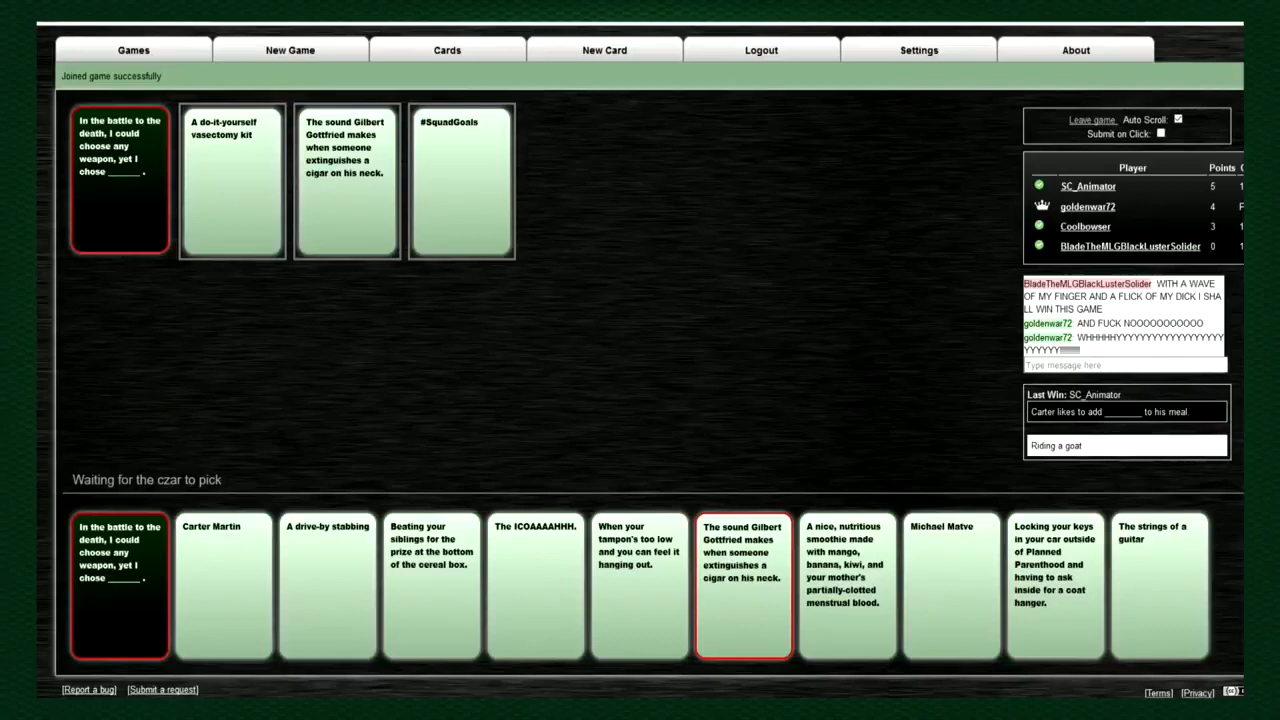 Games
New Game
Cards
New Card
Logout
Settings
About
Joined game successfully
In the battle to the
death, I could
choose any
weapon, yet I
chose ______ .
A do-it-yourself
vasectomy kit
The sound Gilbert
Gottfried makes
when someone
extinguishes a
cigar on his neck.
#SquadGoals
Leave game
Auto Scroll:
Submit on Click:
Player Points
SC_Animator 5 1
goldenwar72 4 P
Coolbowser 3 1
BladeTheMLGBlackLusterSolider 0 1
BladeTheMLGBlackLusterSolider WITH A WAVE
OF MY FINGER AND A FLICK OF MY DICK I SHA
LL WIN THIS GAME
goldenwar72 AND FUCK NOOOOOOOOOOO
Type message here
Last Win: SC_Animator
Carter likes to add _______ to his meal.
Riding a goat
Waiting for the czar to pick
In the battle to the
death, I could
choose any
weapon, yet I
chose ______ .
Carter Martin
A drive-by stabbing
Beating your
siblings for the
prize at the bottom
of the cereal box.
The ICOAAAAHHH.
When your
tampon's too low
and you can feel it
hanging out.
The sound Gilbert
Gottfried makes
when someone
extinguishes a
cigar on his neck.
A nice, nutritious
smoothie made
with mango,
banana, kiwi, and
your mother's
partially-clotted
menstrual blood.
Michael Matve
Locking your keys
in your car outside
of Planned
Parenthood and
having to ask
inside for a coat
hanger.
The strings of a
guitar
[Report a bug] [Submit a request]
[Terms] [Privacy] (cc)